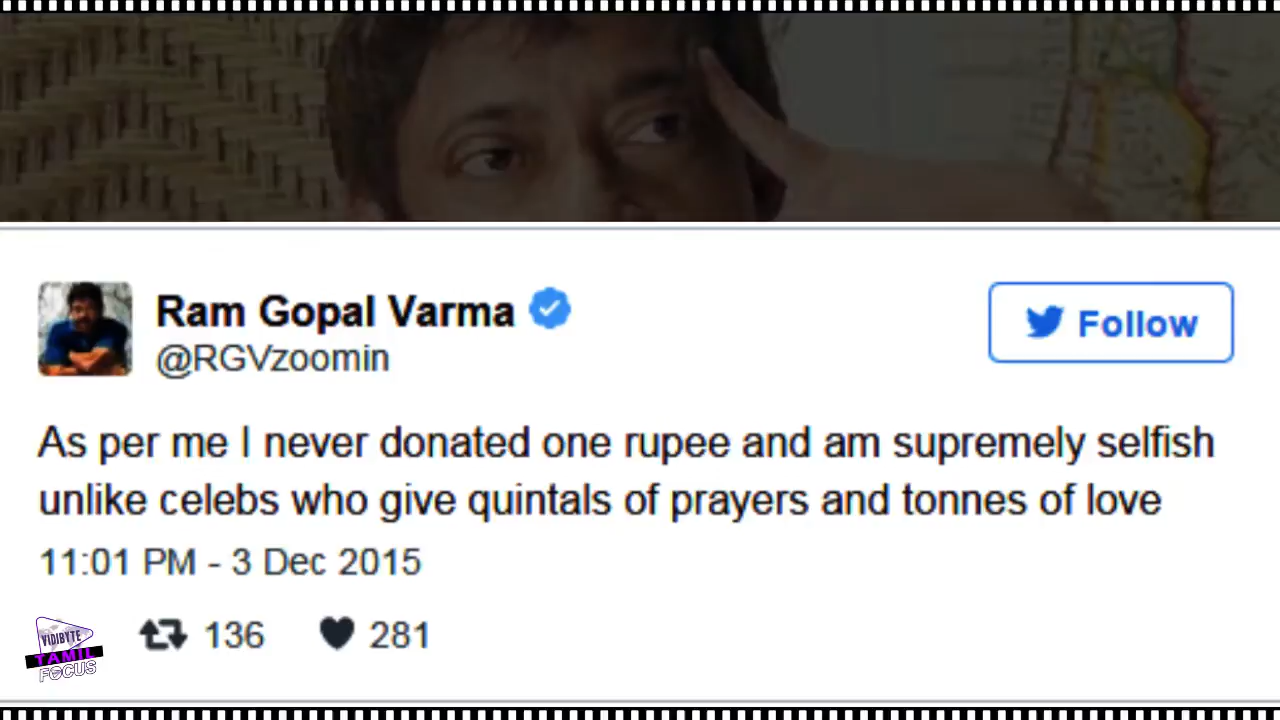 Ram Gopal Varma
@RGVzoomin
Follow
As per me I never donated one rupee and am supremely selfish
unlike celebs who give quintals of prayers and tonnes of love
11:01 PM - 3 Dec 2015
136 281
VIDIBYTE
TAMIL
FOCUS